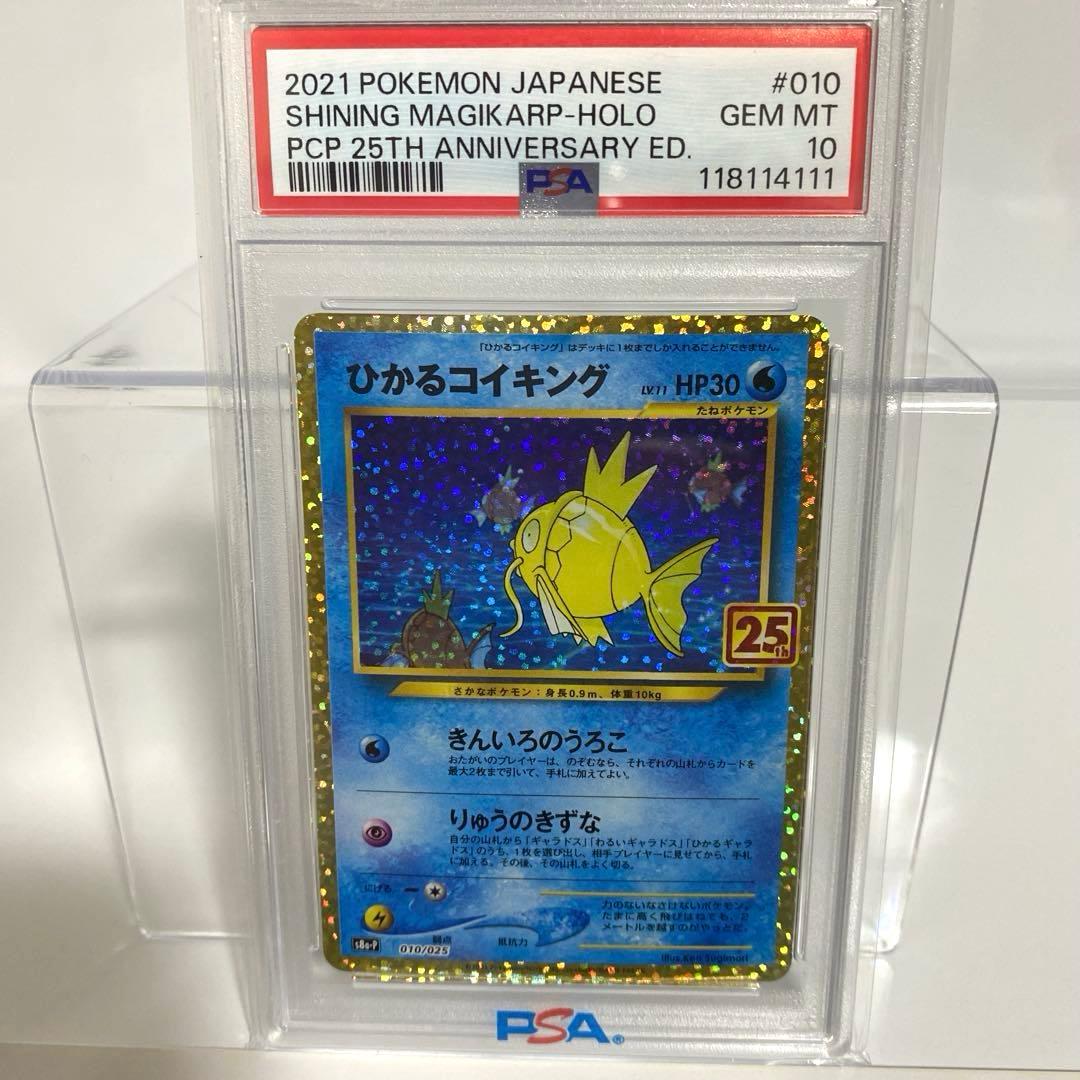 2021 POKEMON JAPANESE #010
SHINING MAGIKARP-HOLO GEM MT
PCP 25TH ANNIVERSARY ED. 10
PSA 118114111
「ひかるコイキング」はデッキに1枚までしか入れることができません。
ひかるコイキング LV.11 HP30
たねポケモン
25th
さかなポケモン:身長0.9m、体重10kg
きんいろのうろこ
おたがいのプレイヤーは、のぞむなら、それぞれの山札からカードを
最大2枚まで引いて、手札に加えてよい。
りゅうのきずな
自分の山札から「ギャラドス」「わるいギャラドス」「ひかるギャラ
ドス」のうち、1枚を選び出し、相手プレイヤーに見せてから、手札
に加える。その後、その山札をよく切る。
にげる
力のないなさけないポケモン。
たまに高く飛びはねても、2
メートルを越すのがやっとだ。
弱点 抵抗力
s8a-P 010/025
Illus.Ken Sugimori
PSA®